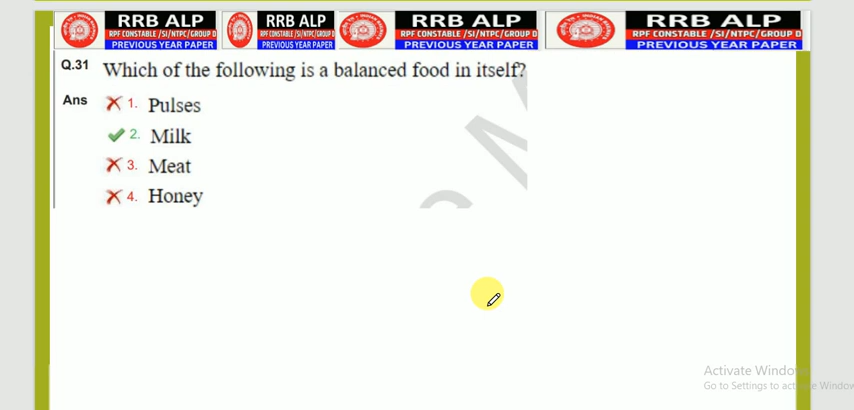 RRB ALP
RPF CONSTABLE /SI/NTPC/GROUP D
PREVIOUS YEAR PAPER
RRB ALP
RPF CONSTABLE /SI/NTPC/GROUP D
PREVIOUS YEAR PAPER
RRB ALP
RPF CONSTABLE /SI/NTPC/GROUP D
PREVIOUS YEAR PAPER
RRB ALP
RPF CONSTABLE /SI/NTPC/GROUP D
PREVIOUS YEAR PAPER
Q.31 Which of the following is a balanced food in itself?
Ans 1. Pulses
2. Milk
3. Meat
4. Honey
Activate Windows
Go to Settings to activate Window